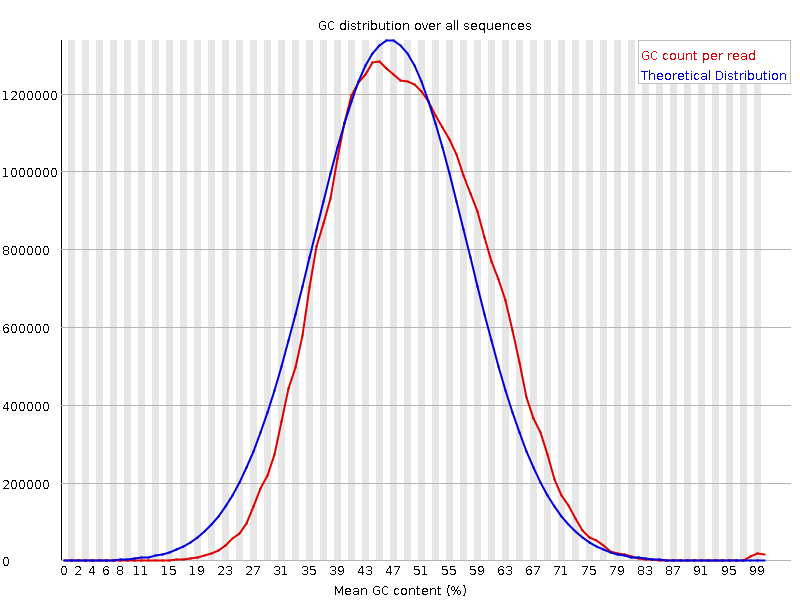 GC distribution over all sequences
GC count per read
Theoretical Distribution
1200000
1000000
800000
600000
400000
200000
0
0 2 4 6 8 11 15 19 23 27 31 35 39 43 47 51 55 59 63 67 71 75 79 83 87 91 95 99
Mean GC content (%)